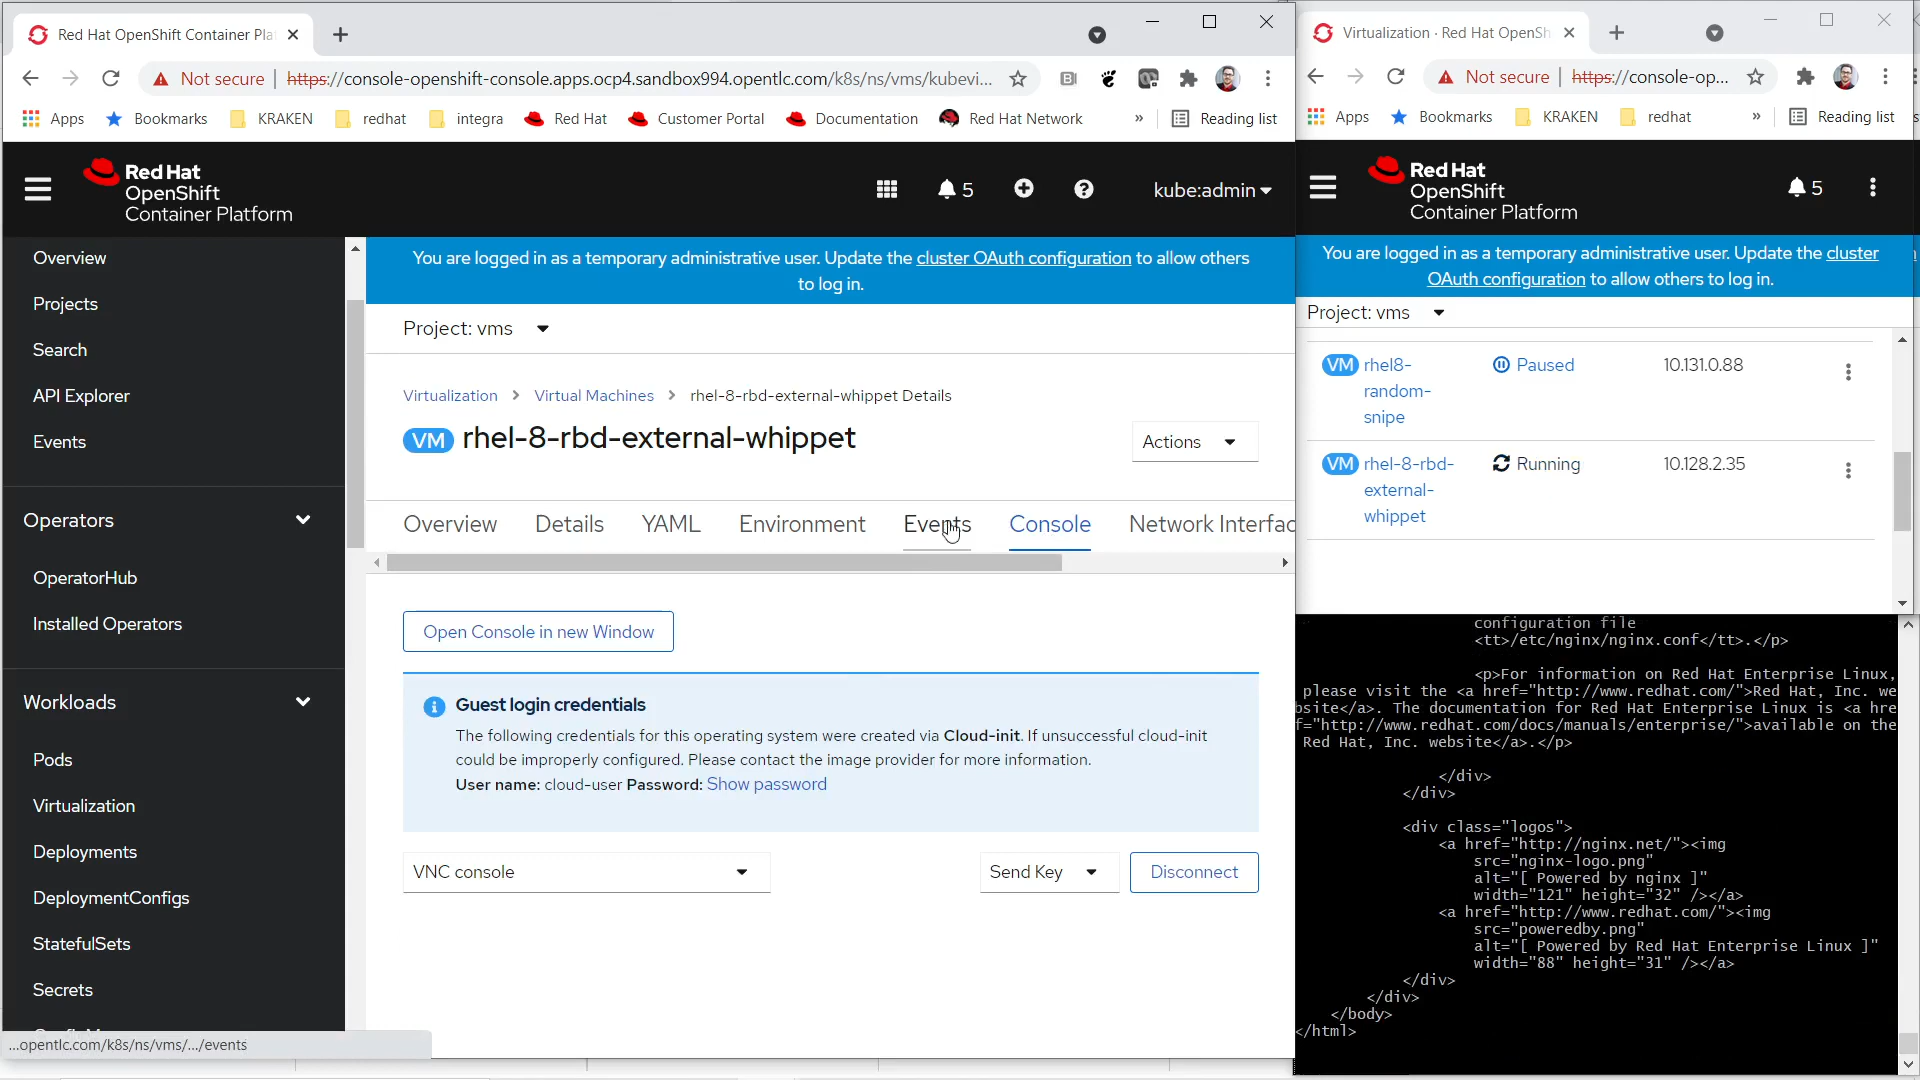 Red Hat OpenShift Container Pla
Not secure
https://console-openshift-console.apps.ocp4.sandbox994.opentlc.com/k8s/ns/vms/kubevi...
Apps
Bookmarks
KRAKEN
redhat
integra
Red Hat
Customer Portal
Documentation
Red Hat Network
»
Reading list
Red Hat
OpenShift
Container Platform
5
kube:admin
Overview
Projects
Search
API Explorer
Events
Operators
OperatorHub
Installed Operators
Workloads
Pods
Virtualization
Deployments
DeploymentConfigs
StatefulSets
Secrets
...opentlc.com/k8s/ns/vms/.../events
You are logged in as a temporary administrative user. Update the cluster OAuth configuration to allow others
to log in.
Project: vms
Virtualization > Virtual Machines > rhel-8-rbd-external-whippet Details
VM rhel-8-rbd-external-whippet
Actions
Overview
Details
YAML
Environment
Events
Console
Network Interfac
Open Console in new Window
Guest login credentials
The following credentials for this operating system were created via Cloud-init. If unsuccessful cloud-init
could be improperly configured. Please contact the image provider for more information.
User name: cloud-user Password: Show password
VNC console
Send Key
Disconnect
Virtualization · Red Hat OpenSh
Not secure
https://console-op...
Apps
Bookmarks
KRAKEN
redhat
»
Reading list
Red Hat
OpenShift
Container Platform
5
You are logged in as a temporary administrative user. Update the cluster
OAuth configuration to allow others to log in.
Project: vms
VM rhel8-
random-
snipe
Paused
10.131.0.88
VM rhel-8-rbd-
external-
whippet
Running
10.128.2.35
configuration file
<tt>/etc/nginx/nginx.conf</tt>.</p>
<p>For information on Red Hat Enterprise Linux,
please visit the <a href="http://www.redhat.com/">Red Hat, Inc. we
bsite</a>. The documentation for Red Hat Enterprise Linux is <a hre
f="http://www.redhat.com/docs/manuals/enterprise/">available on the
Red Hat, Inc. website</a>.</p>
</div>
</div>
<div class="logos">
<a href="http://nginx.net/"><img
src="nginx-logo.png"
alt="[ Powered by nginx ]"
width="121" height="32" /></a>
<a href="http://www.redhat.com/"><img
src="poweredby.png"
alt="[ Powered by Red Hat Enterprise Linux ]"
width="88" height="31" /></a>
</div>
</div>
</body>
</html>